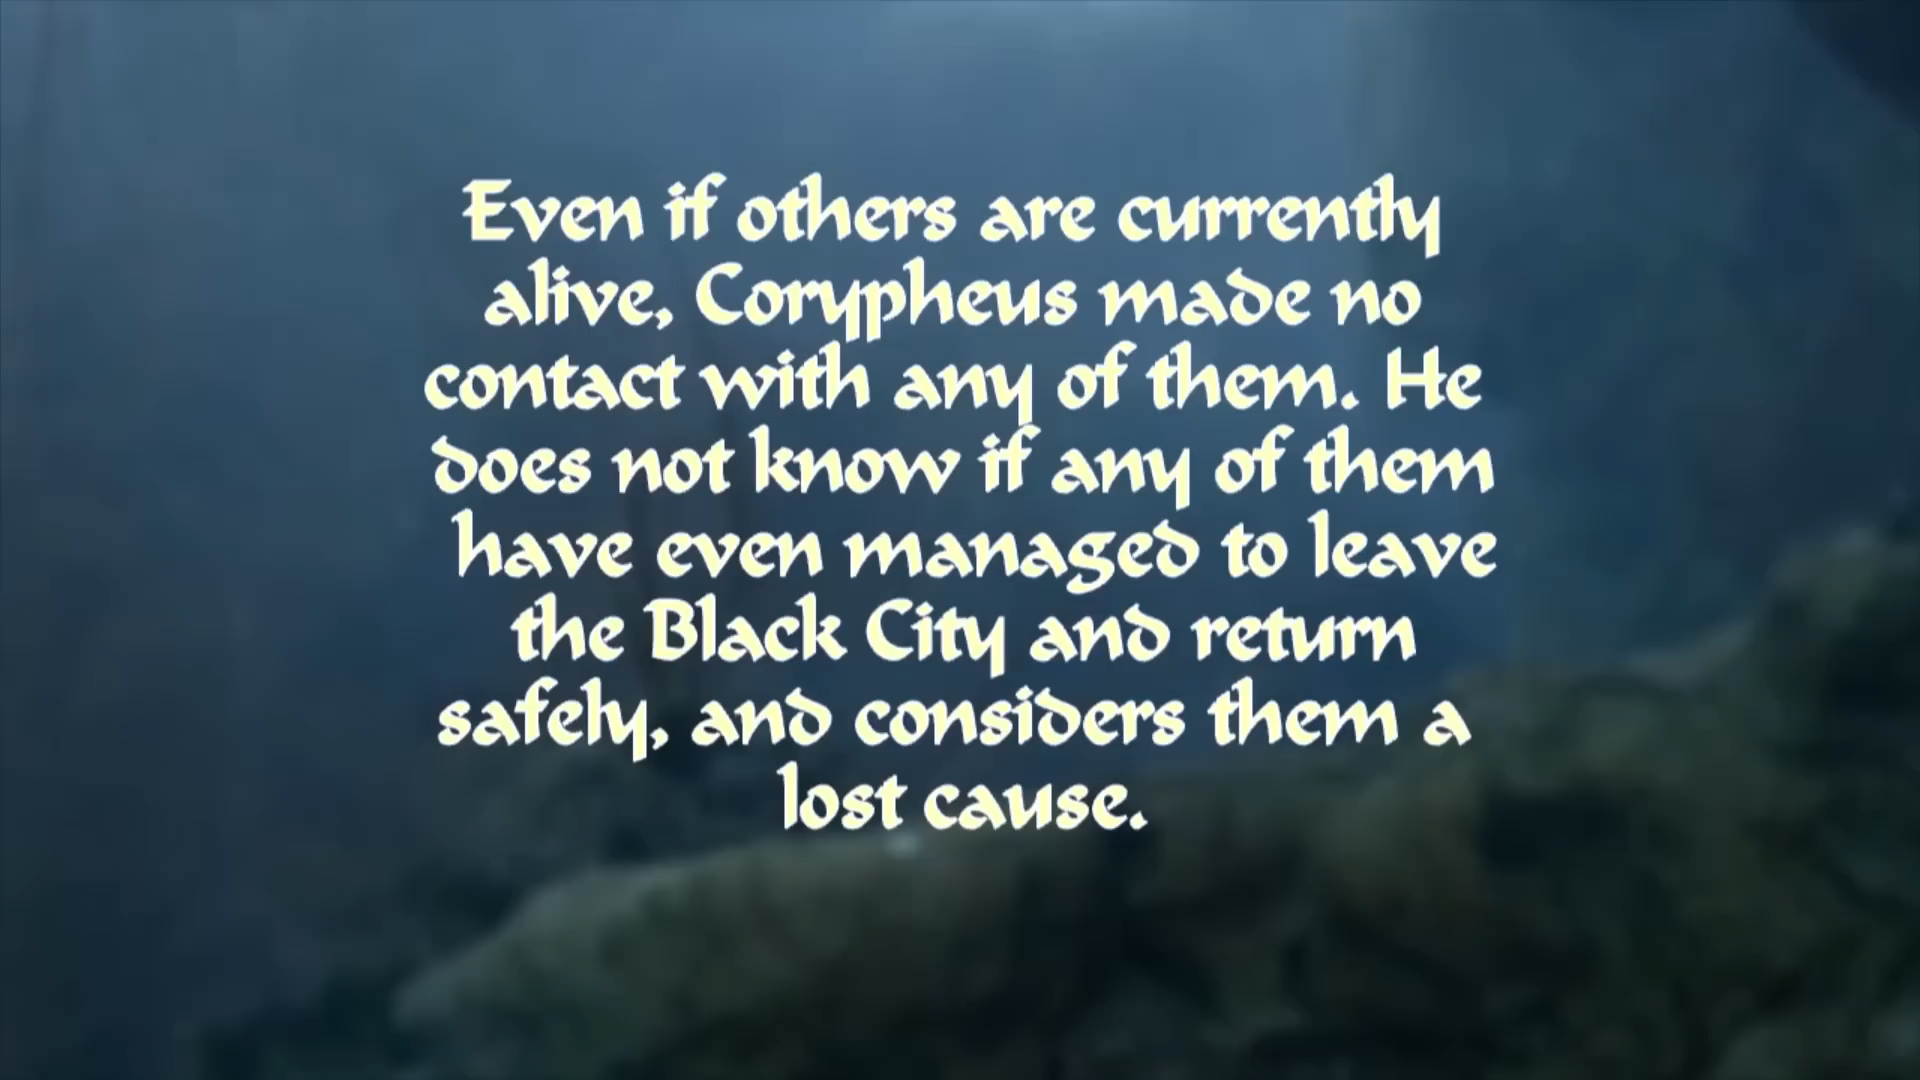 Even if others are currently
alive, Corypheus made no
contact with any of them. He
does not know if any of them
have even managed to leave
the Black City and return
safely, and considers them a
lost cause.